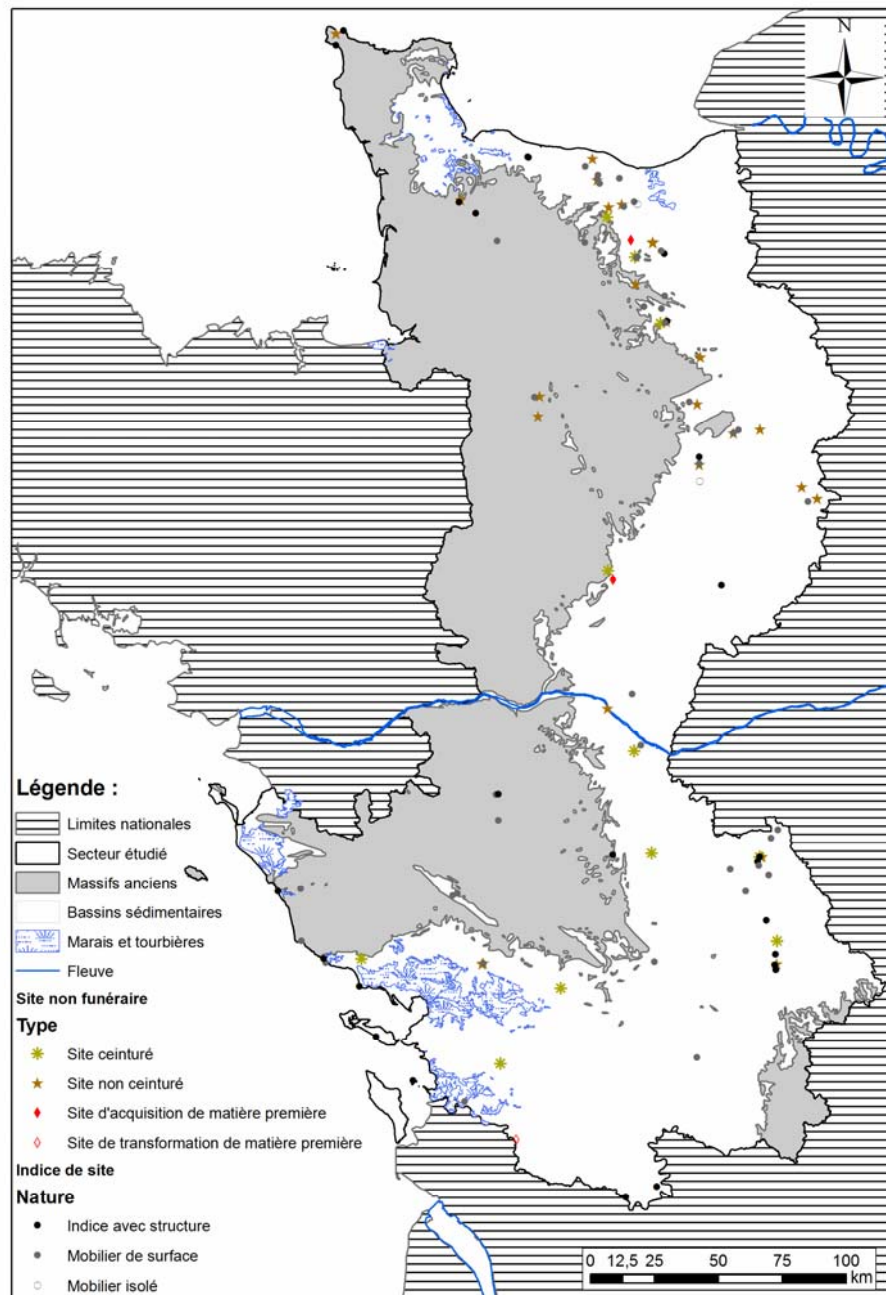 N
Légende :
Limites nationales
Secteur étudié
Massifs anciens
Bassins sédimentaires
Marais et tourbières
Fleuve
Site non funéraire
Type
Site ceinturé
Site non ceinturé
Site d'acquisition de matière première
Site de transformation de matière première
Indice de site
Nature
Indice avec structure
Mobilier de surface
Mobilier isolé
0 12,5 25 50 75 100
km